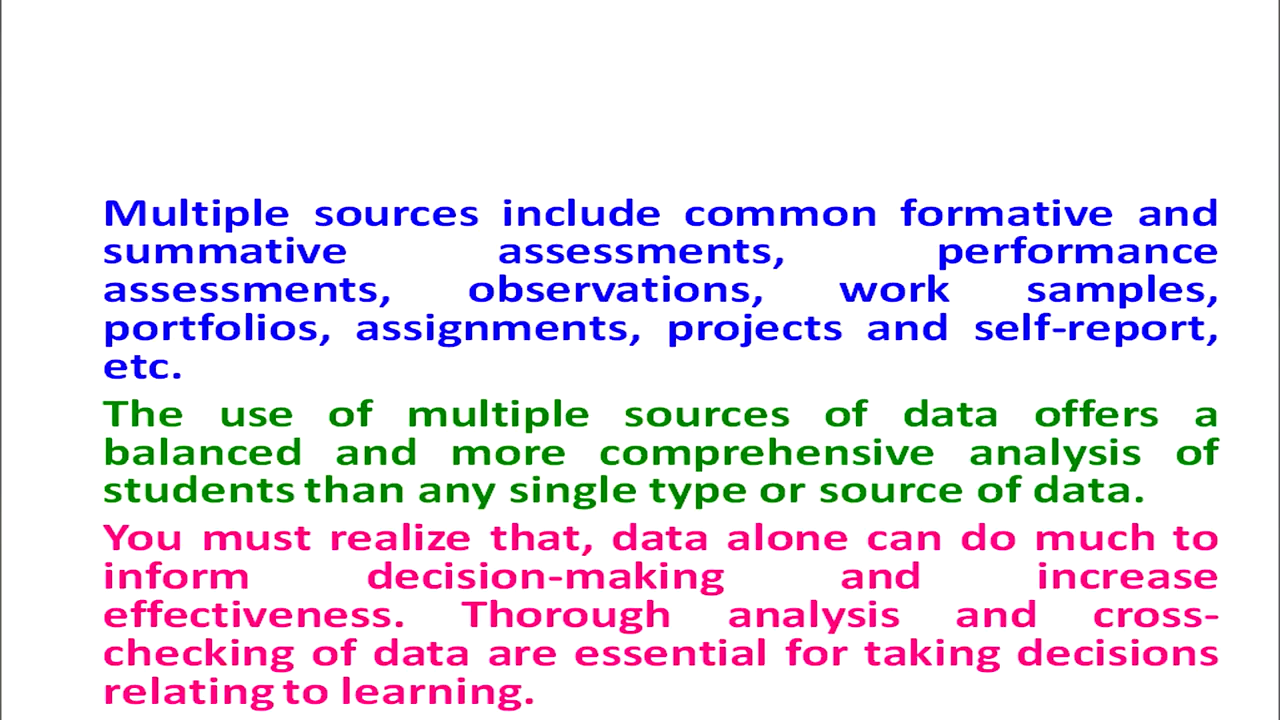 Multiple sources include common formative and
summative assessments, performance
assessments, observations, work samples,
portfolios, assignments, projects and self-report,
etc.
The use of multiple sources of data offers a
balanced and more comprehensive analysis of
students than any single type or source of data.
You must realize that, data alone can do much to
inform decision-making and increase
effectiveness. Thorough analysis and cross-
checking of data are essential for taking decisions
relating to learning.